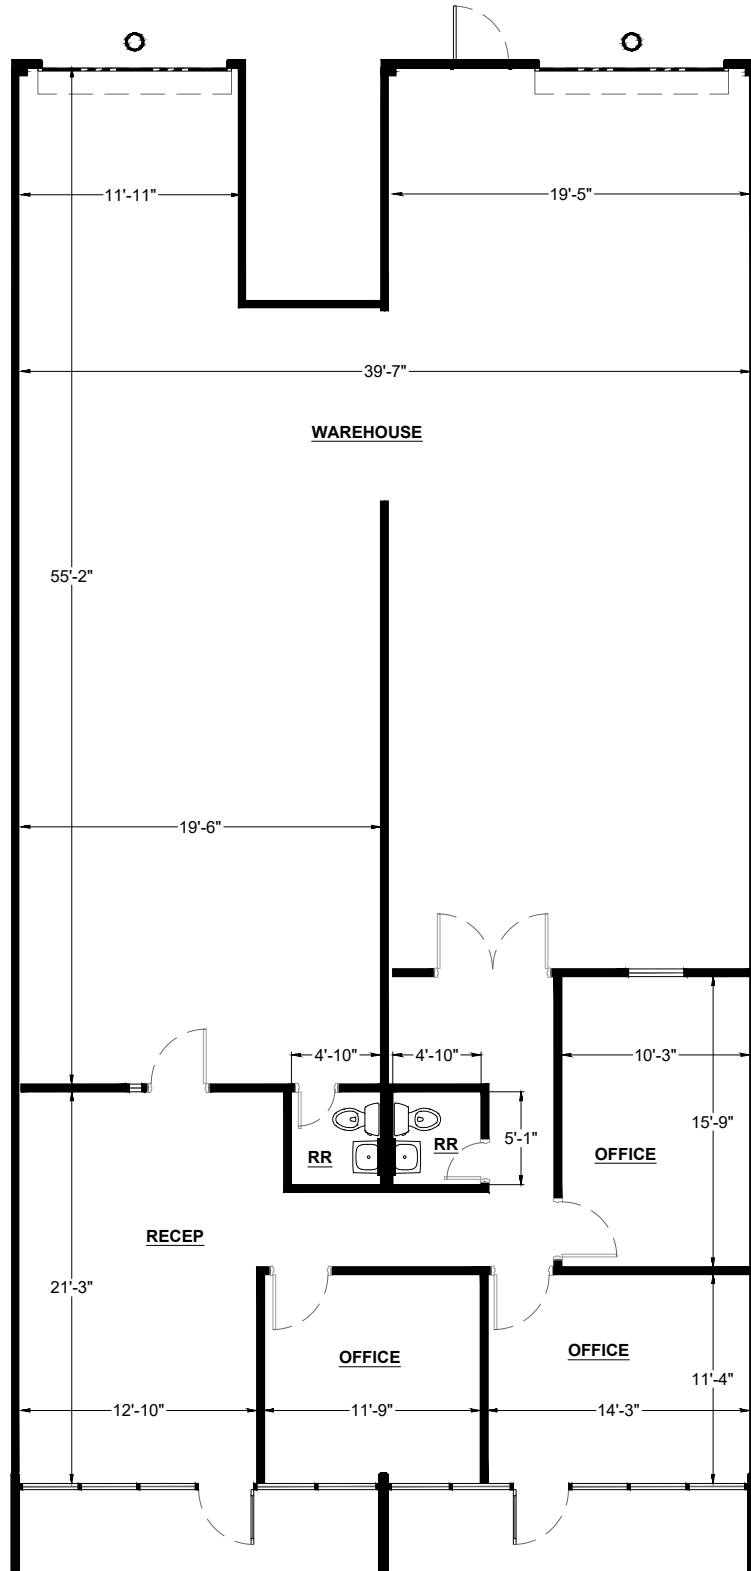 11'-11"
19'-5"
39'-7"
WAREHOUSE
55'-2"
19'-6"
4'-10"
4'-10"
10'-3"
15'-9"
5'-1"
RR
RR
OFFICE
RECEP
21'-3"
OFFICE
OFFICE
11'-4"
12'-10"
11'-9"
14'-3"